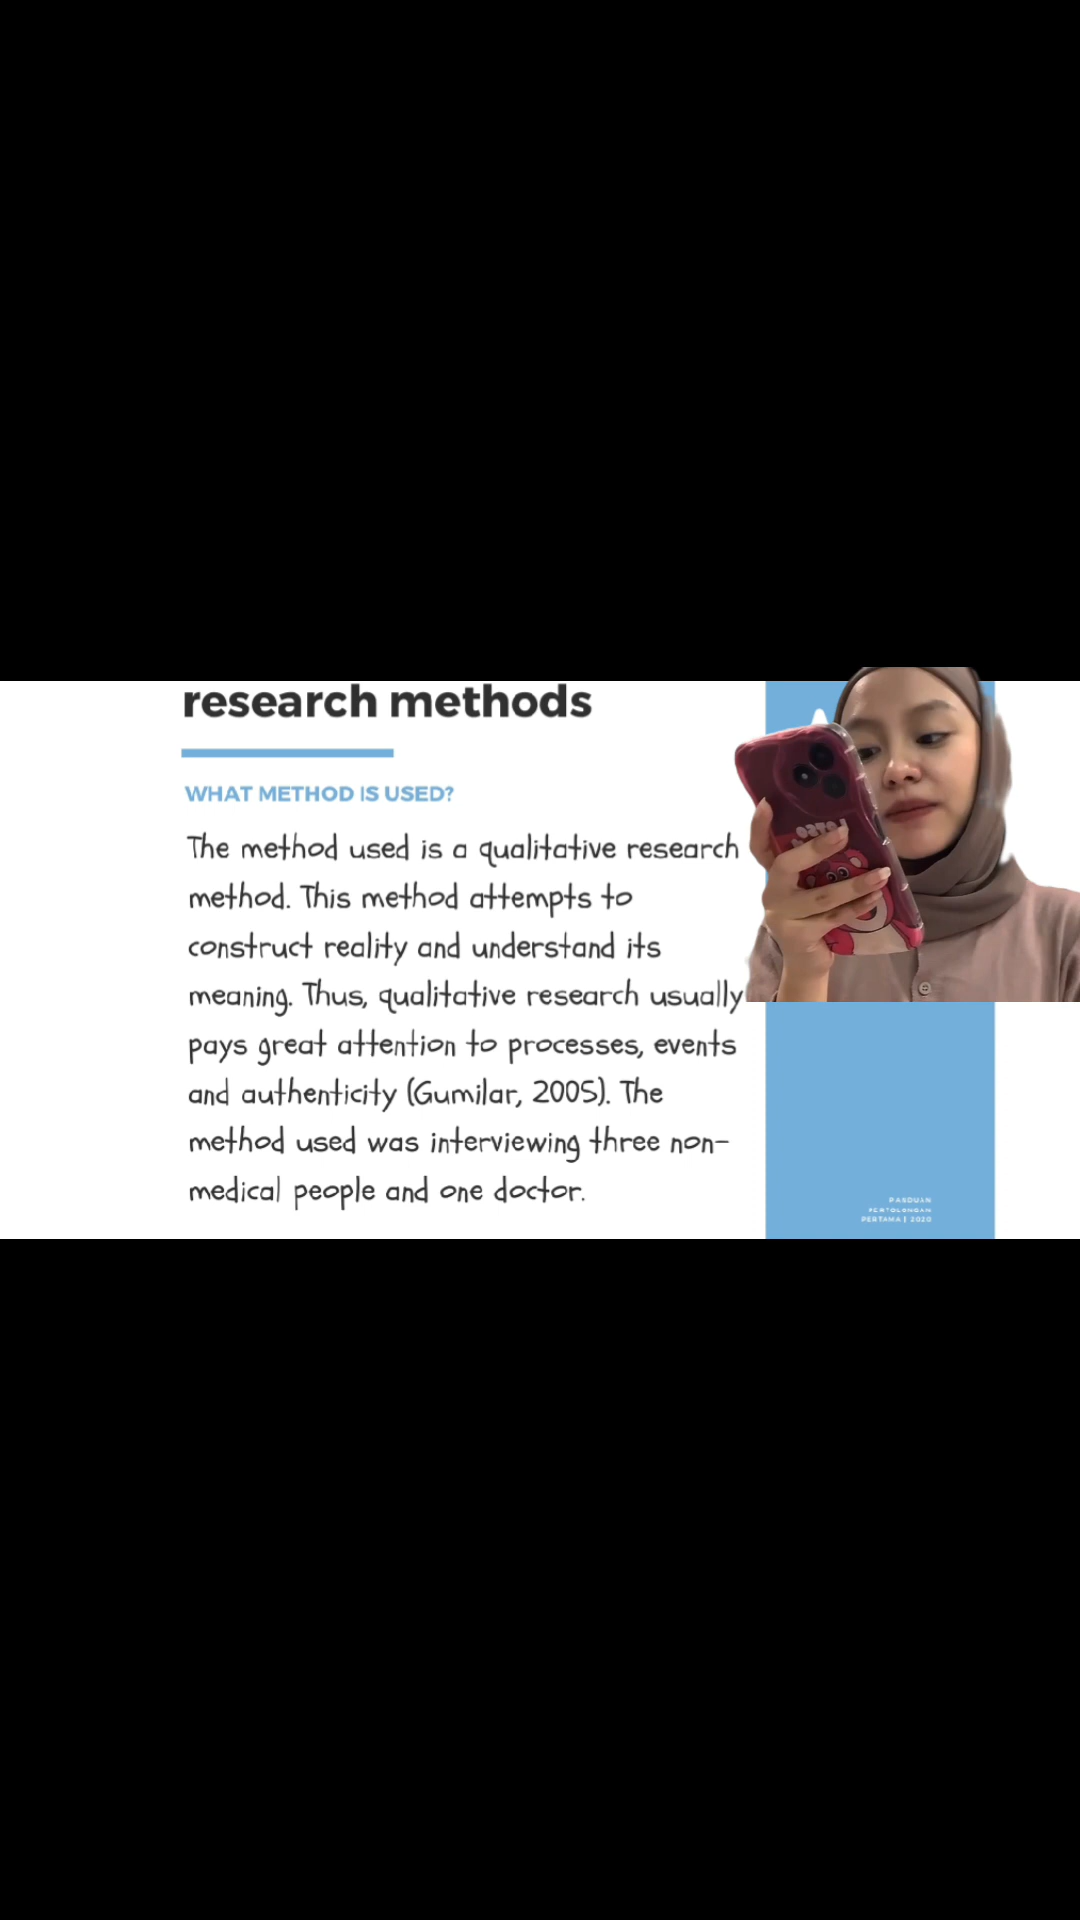 research methods
WHAT METHOD IS USED?
The method used is a qualitative research
method. This method attempts to
construct reality and understand its
meaning. Thus, qualitative research usually
pays great attention to processes, events
and authenticity (Gumilar, 2005). The
method used was interviewing three non-
medical people and one doctor.
PANDUAN
PERTOLONGAN
PERTAMA | 2020